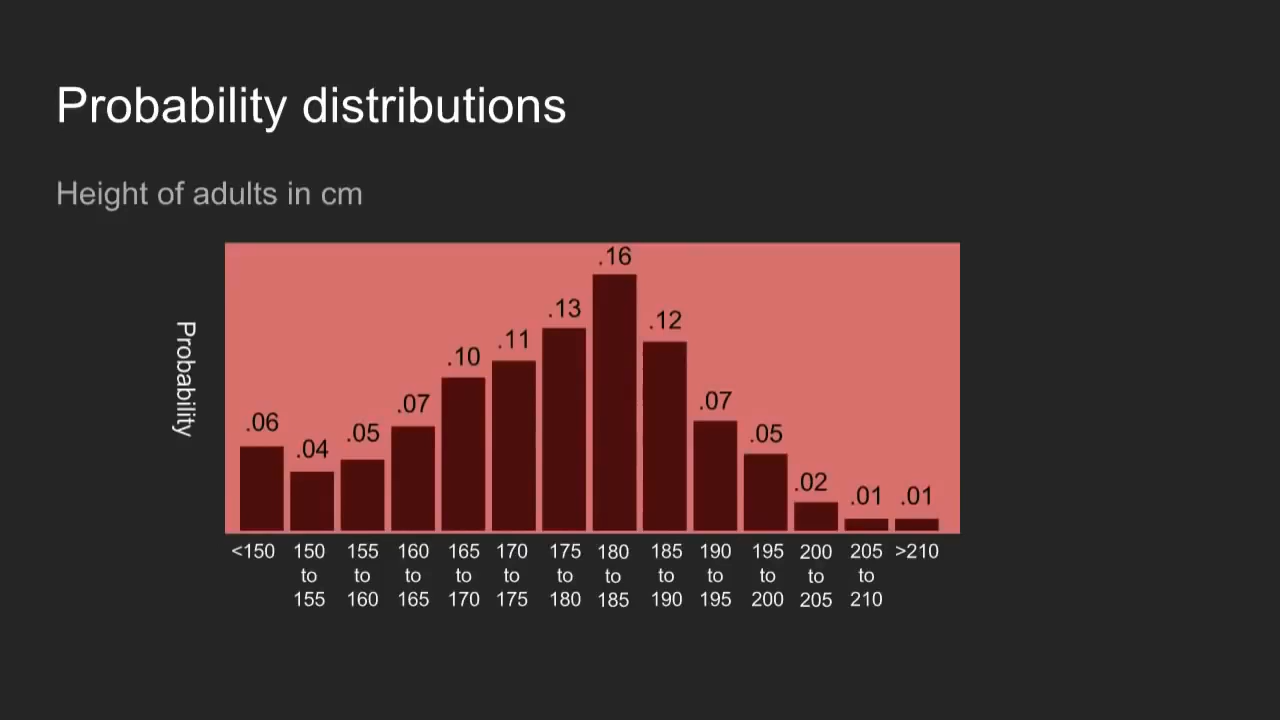 Probability distributions
Height of adults in cm
Probability
.06
.04
.05
.07
.10
.11
.13
.16
.12
.07
.05
.02
.01
.01
<150
150 to 155
155 to 160
160 to 165
165 to 170
170 to 175
175 to 180
180 to 185
185 to 190
190 to 195
195 to 200
200 to 205
205 to 210
>210